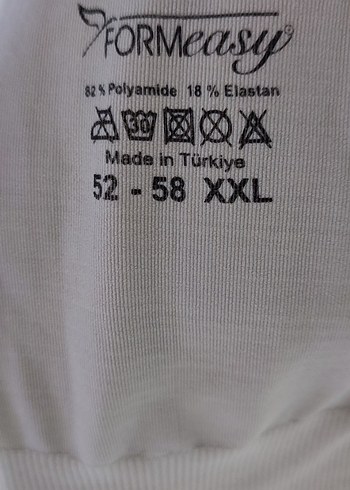 FORMeasy®
82 % Polyamide 18 % Elastan
30
Made in Türkiye
52 - 58 XXL